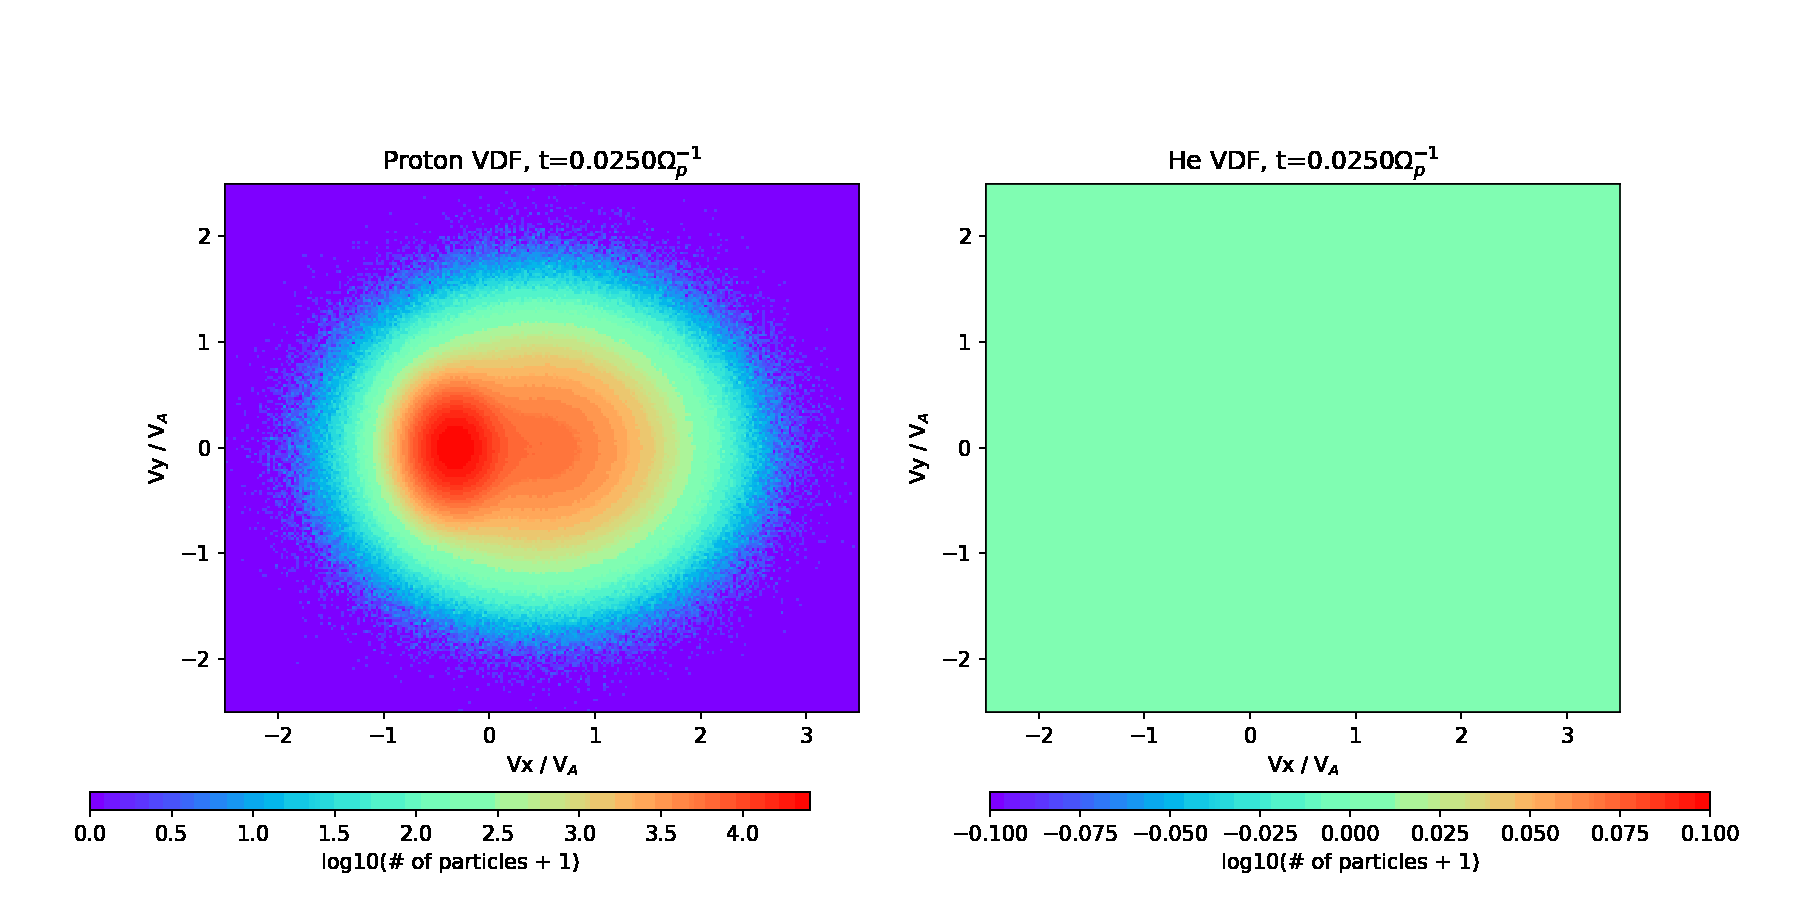 Proton VDF, t=0.0250Ω_p^{-1}
Vy / V_A
2
1
0
−1
−2
−2 −1 0 1 2 3
Vx / V_A
0.0 0.5 1.0 1.5 2.0 2.5 3.0 3.5 4.0
log10(# of particles + 1)
He VDF, t=0.0250Ω_p^{-1}
Vy / V_A
2
1
0
−1
−2
−2 −1 0 1 2 3
Vx / V_A
−0.100 −0.075 −0.050 −0.025 0.000 0.025 0.050 0.075 0.100
log10(# of particles + 1)